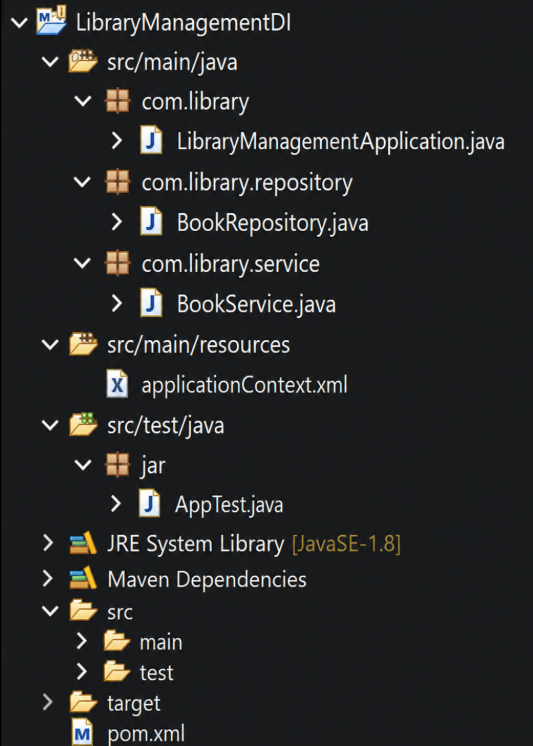 LibraryManagementDI
src/main/java
com.library
LibraryManagementApplication.java
com.library.repository
BookRepository.java
com.library.service
BookService.java
src/main/resources
applicationContext.xml
src/test/java
jar
AppTest.java
JRE System Library [JavaSE-1.8]
Maven Dependencies
src
main
test
target
pom.xml